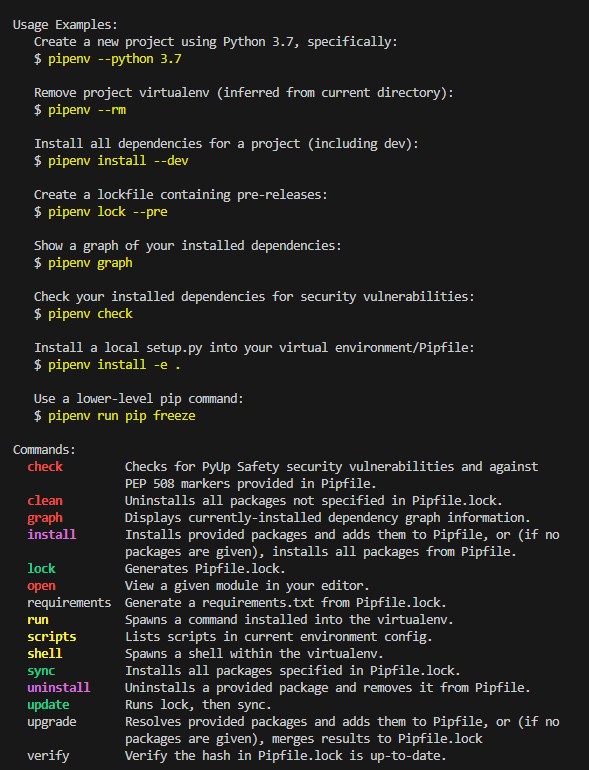 Usage Examples:
Create a new project using Python 3.7, specifically:
$ pipenv --python 3.7
Remove project virtualenv (inferred from current directory):
$ pipenv --rm
Install all dependencies for a project (including dev):
$ pipenv install --dev
Create a lockfile containing pre-releases:
$ pipenv lock --pre
Show a graph of your installed dependencies:
$ pipenv graph
Check your installed dependencies for security vulnerabilities:
$ pipenv check
Install a local setup.py into your virtual environment/Pipfile:
$ pipenv install -e .
Use a lower-level pip command:
$ pipenv run pip freeze
Commands:
check Checks for PyUp Safety security vulnerabilities and against
PEP 508 markers provided in Pipfile.
clean Uninstalls all packages not specified in Pipfile.lock.
graph Displays currently-installed dependency graph information.
install Installs provided packages and adds them to Pipfile, or (if no
packages are given), installs all packages from Pipfile.
lock Generates Pipfile.lock.
open View a given module in your editor.
requirements Generate a requirements.txt from Pipfile.lock.
run Spawns a command installed into the virtualenv.
scripts Lists scripts in current environment config.
shell Spawns a shell within the virtualenv.
sync Installs all packages specified in Pipfile.lock.
uninstall Uninstalls a provided package and removes it from Pipfile.
update Runs lock, then sync.
upgrade Resolves provided packages and adds them to Pipfile, or (if no
packages are given), merges results to Pipfile.lock
verify Verify the hash in Pipfile.lock is up-to-date.